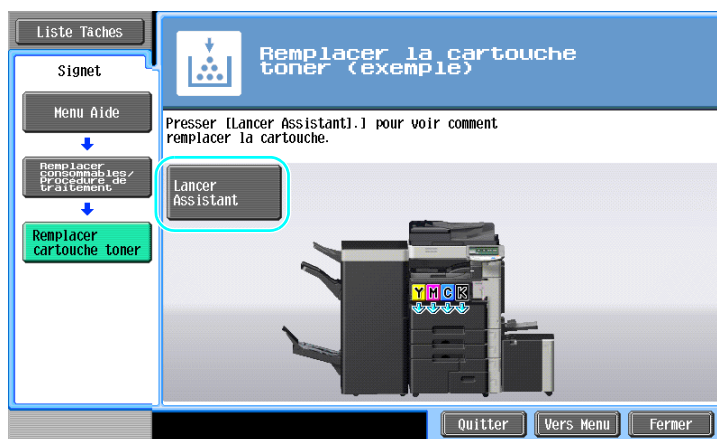 Liste Tâches
Signet
Menu Aide
Remplacer
consommables/
Procédure de
traitement
Remplacer
cartouche toner
Remplacer la cartouche
toner (exemple)
Presser [Lancer Assistant].] pour voir comment
remplacer la cartouche.
Lancer
Assistant
Y M C K
Quitter
Vers Menu
Fermer